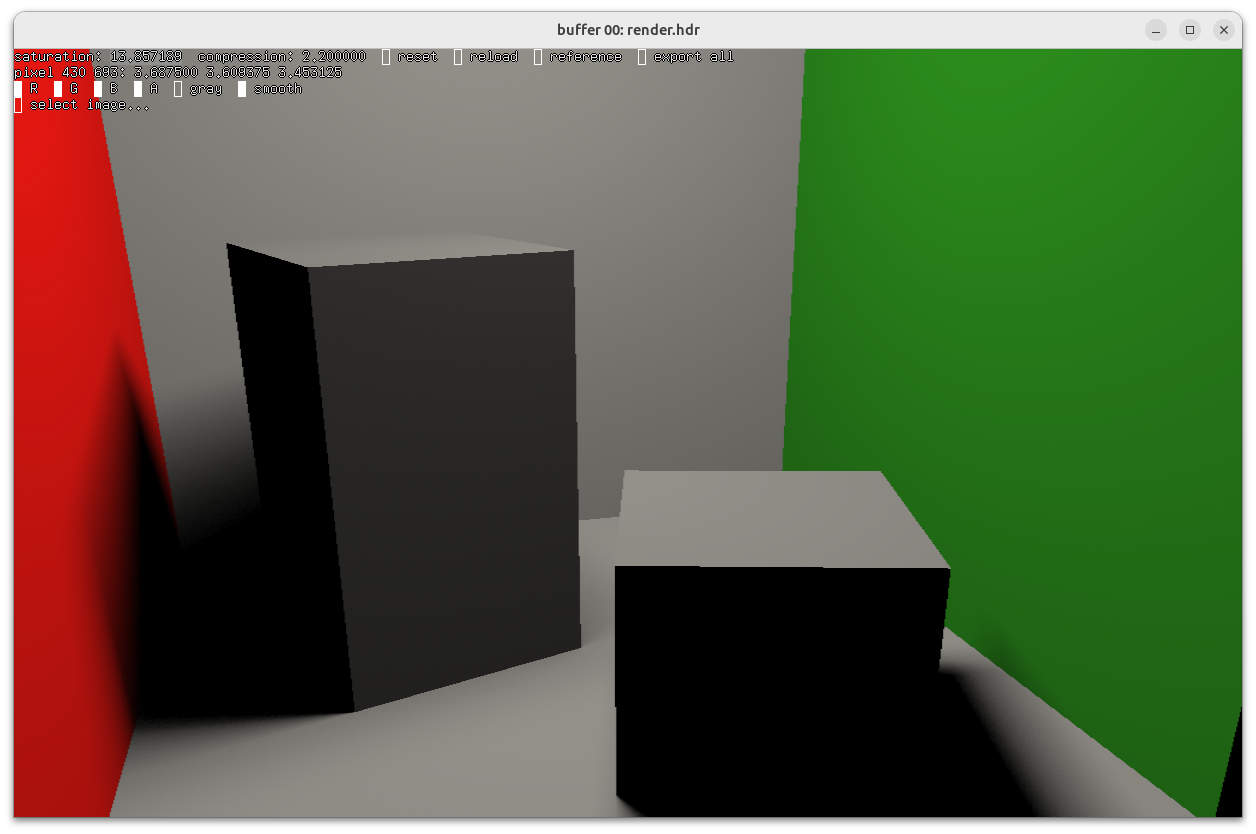 buffer 00: render.hdr
saturation: 13.857189 compression: 2.200000 reset reload reference export all
pixel 430 693: 3.687500 3.609375 3.453125
R G B A gray smooth
select image...